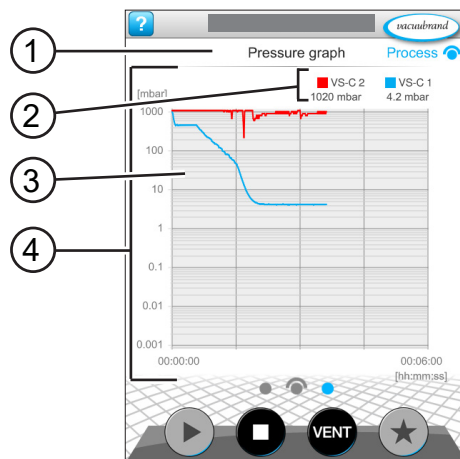 ?
vacuubrand
1
Pressure graph
Process
2
VS-C 2
VS-C 1
1020 mbar
4.2 mbar
[mbar]
1000
100
3
10
4
1
0.1
0.01
0.001
00:00:00
00:06:00
[hh:mm:ss]
VENT